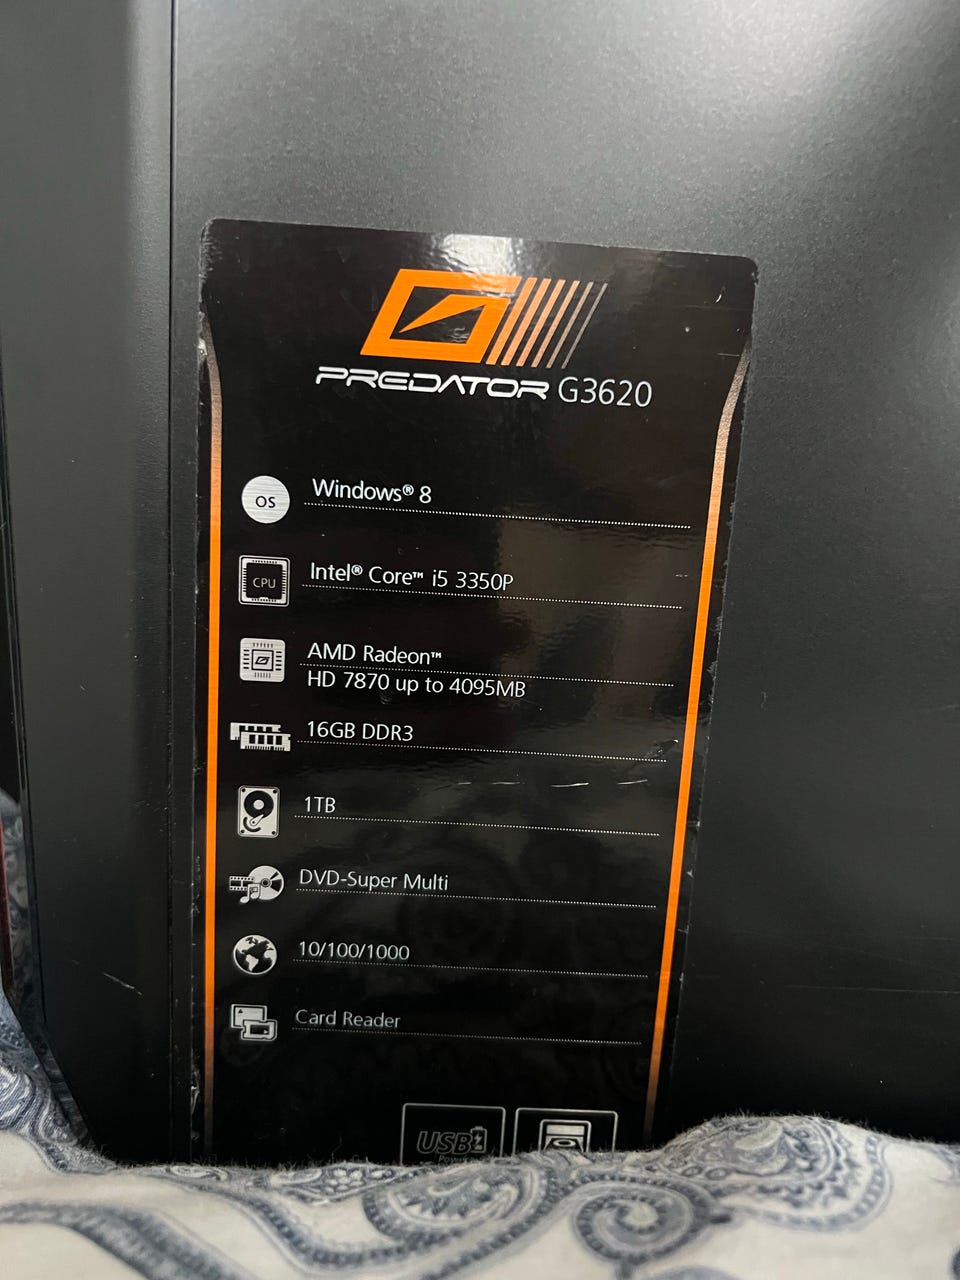 PREDATOR G3620
OS Windows® 8
CPU Intel® Core™ i5 3350P
AMD Radeon™
HD 7870 up to 4095MB
16GB DDR3
1TB
DVD-Super Multi
10/100/1000
Card Reader
USB